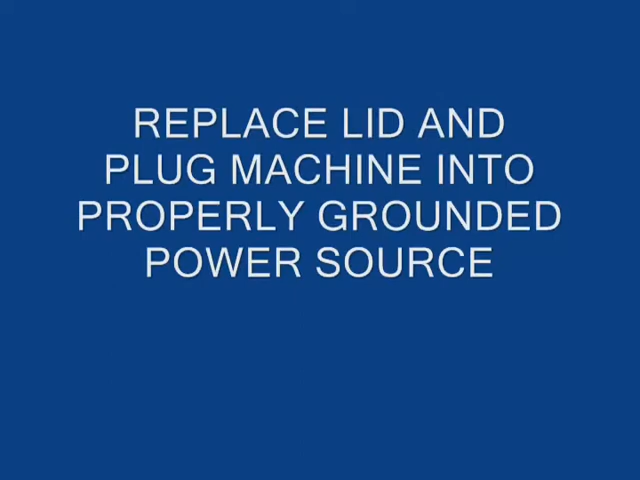 REPLACE LID AND
PLUG MACHINE INTO
PROPERLY GROUNDED
POWER SOURCE